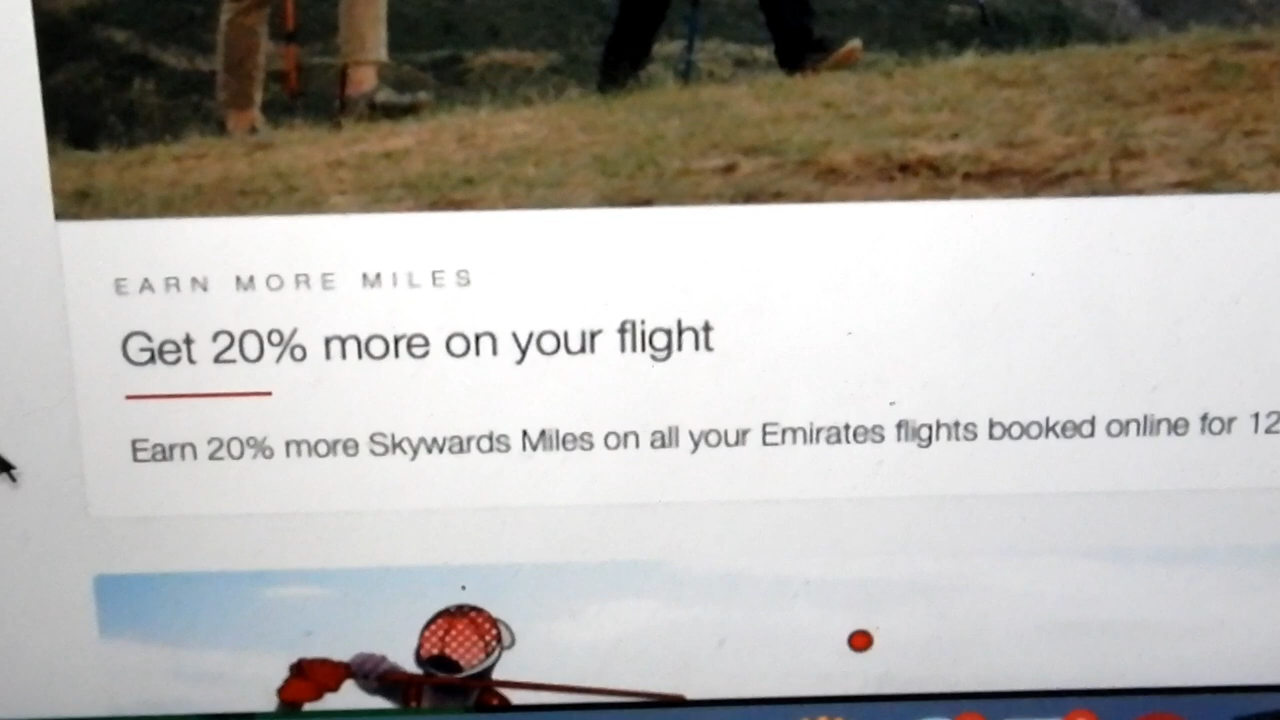 EARN MORE MILES
Get 20% more on your flight
Earn 20% more Skywards Miles on all your Emirates flights booked online for 12